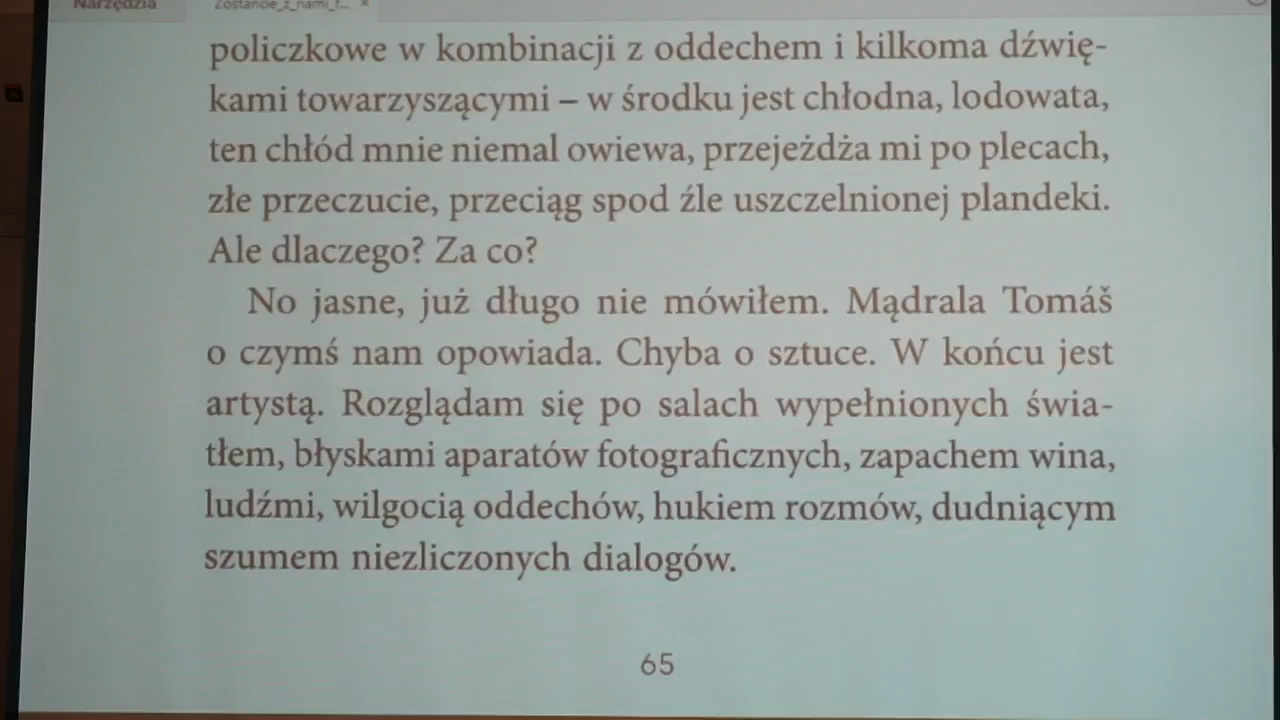 Narzędzia
Zostańcie_z_nami_f...
policzkowe w kombinacji z oddechem i kilkoma dźwię-
kami towarzyszącymi – w środku jest chłodna, lodowata,
ten chłód mnie niemal owiewa, przejeżdża mi po plecach,
złe przeczucie, przeciąg spod źle uszczelnionej plandeki.
Ale dlaczego? Za co?
No jasne, już długo nie mówiłem. Mądrala Tomáš
o czymś nam opowiada. Chyba o sztuce. W końcu jest
artystą. Rozglądam się po salach wypełnionych świa-
tłem, błyskami aparatów fotograficznych, zapachem wina,
ludźmi, wilgocią oddechów, hukiem rozmów, dudniącym
szumem niezliczonych dialogów.
65